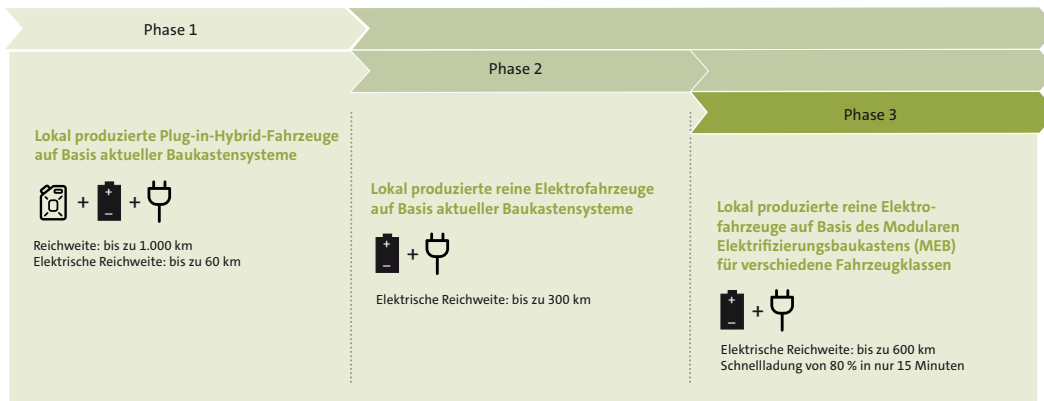 Phase 1
Lokal produzierte Plug-in-Hybrid-Fahrzeuge
auf Basis aktueller Baukastensysteme
+ +
Reichweite: bis zu 1.000 km
Elektrische Reichweite: bis zu 60 km
Phase 2
Lokal produzierte reine Elektrofahrzeuge
auf Basis aktueller Baukastensysteme
+
Elektrische Reichweite: bis zu 300 km
Phase 3
Lokal produzierte reine Elektro-
fahrzeuge auf Basis des Modularen
Elektrifizierungsbaukastens (MEB)
für verschiedene Fahrzeugklassen
+
Elektrische Reichweite: bis zu 600 km
Schnellladung von 80 % in nur 15 Minuten